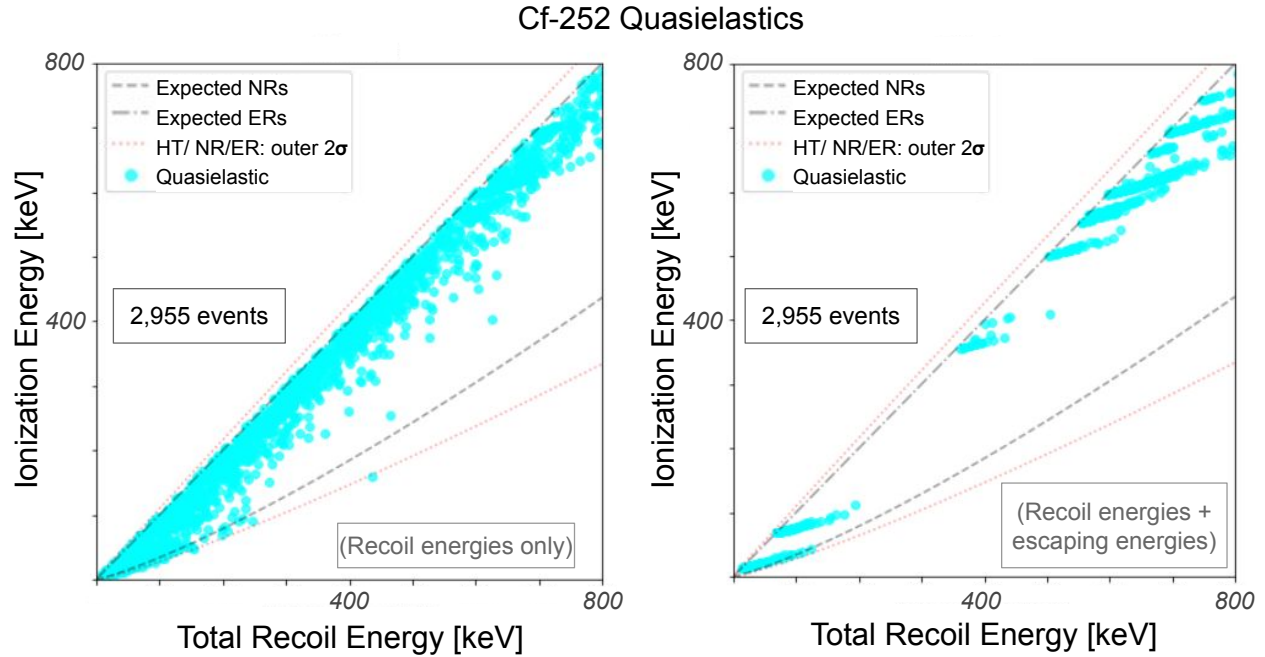 Cf-252 Quasielastics
800
Expected NRs
Expected ERs
HT/ NR/ER: outer 2σ
Quasielastic
Ionization Energy [keV]
2,955 events
400
(Recoil energies only)
400
800
Total Recoil Energy [keV]
800
Expected NRs
Expected ERs
HT/ NR/ER: outer 2σ
Quasielastic
Ionization Energy [keV]
2,955 events
400
(Recoil energies +
escaping energies)
400
800
Total Recoil Energy [keV]